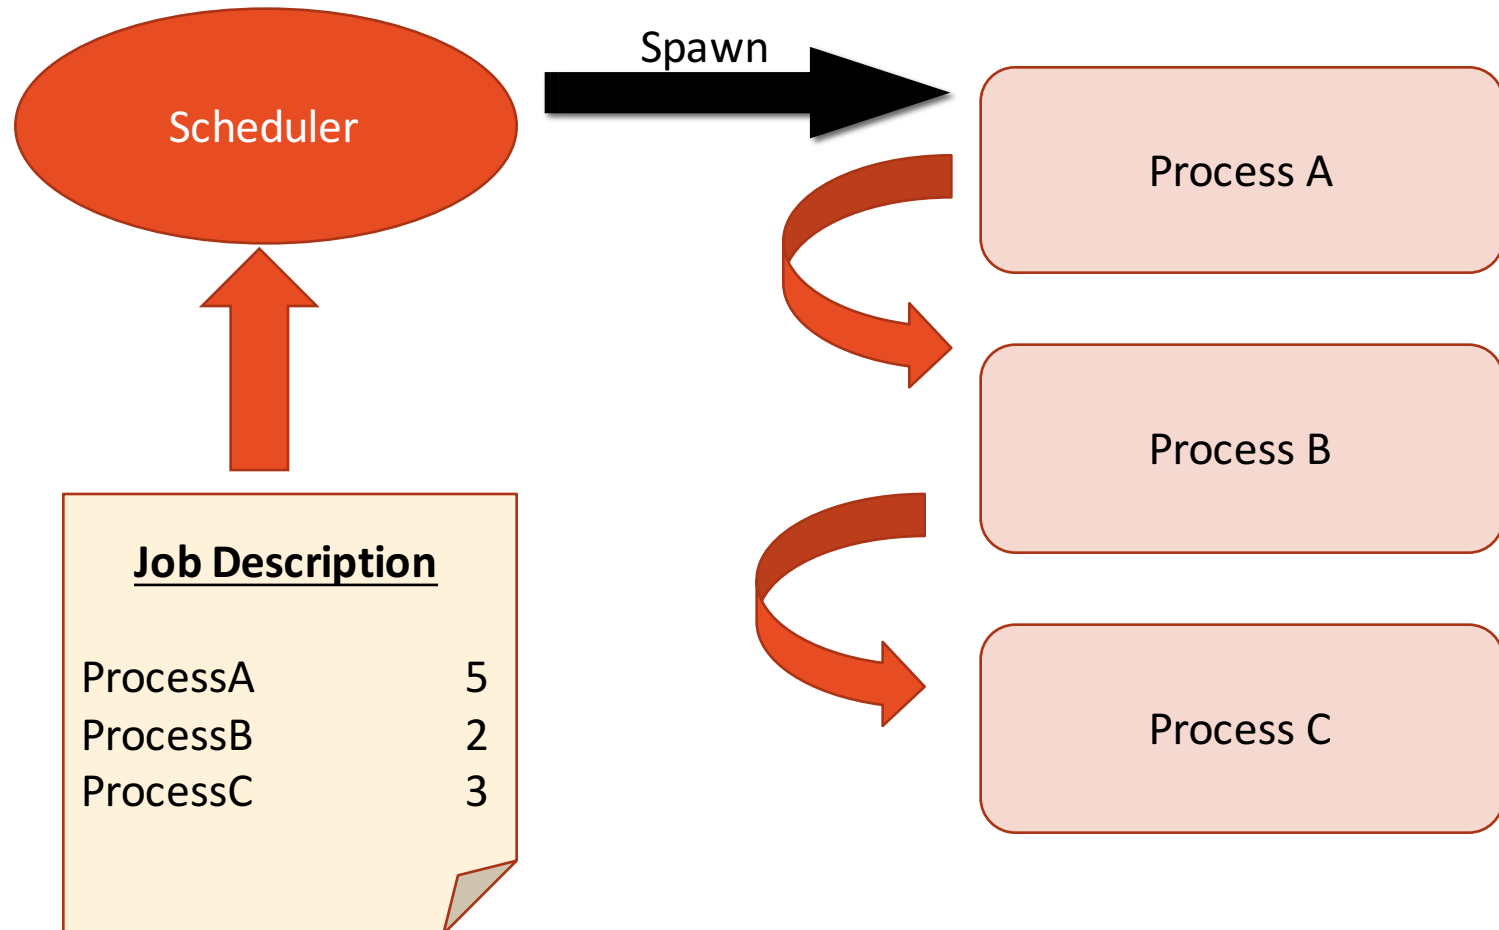 Spawn
Scheduler
Process A
Process B
Job Description
ProcessA 5
ProcessB 2
ProcessC 3
Process C